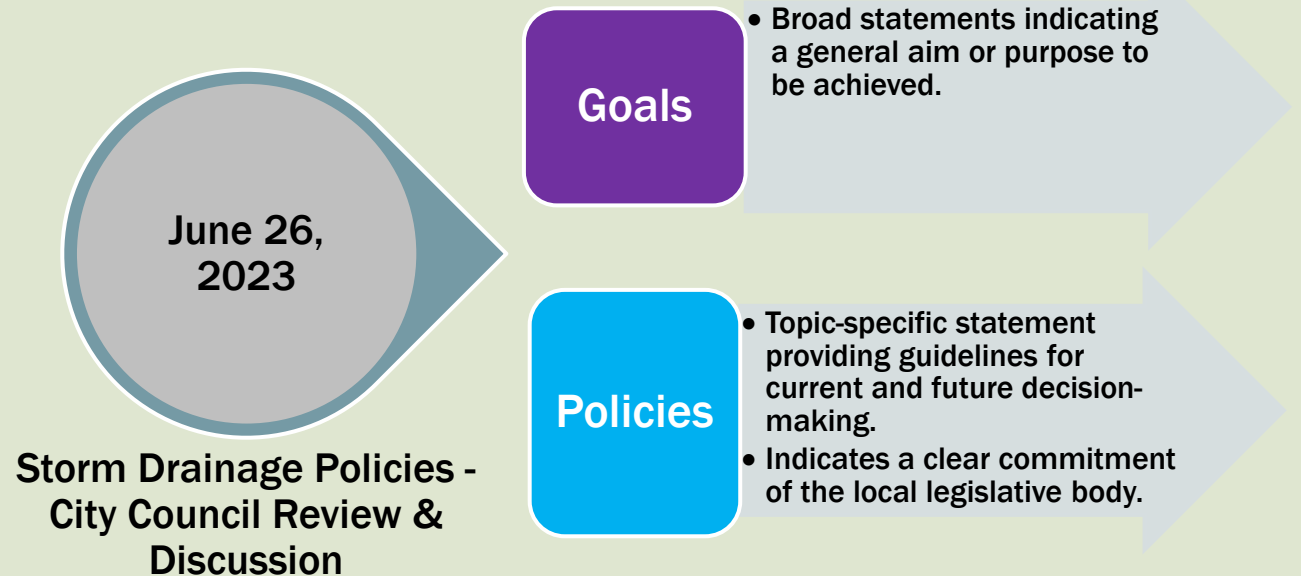 June 26,
2023
Storm Drainage Policies -
City Council Review &
Discussion
Goals
• Broad statements indicating
a general aim or purpose to
be achieved.
Policies
• Topic-specific statement
providing guidelines for
current and future decision-
making.
• Indicates a clear commitment
of the local legislative body.